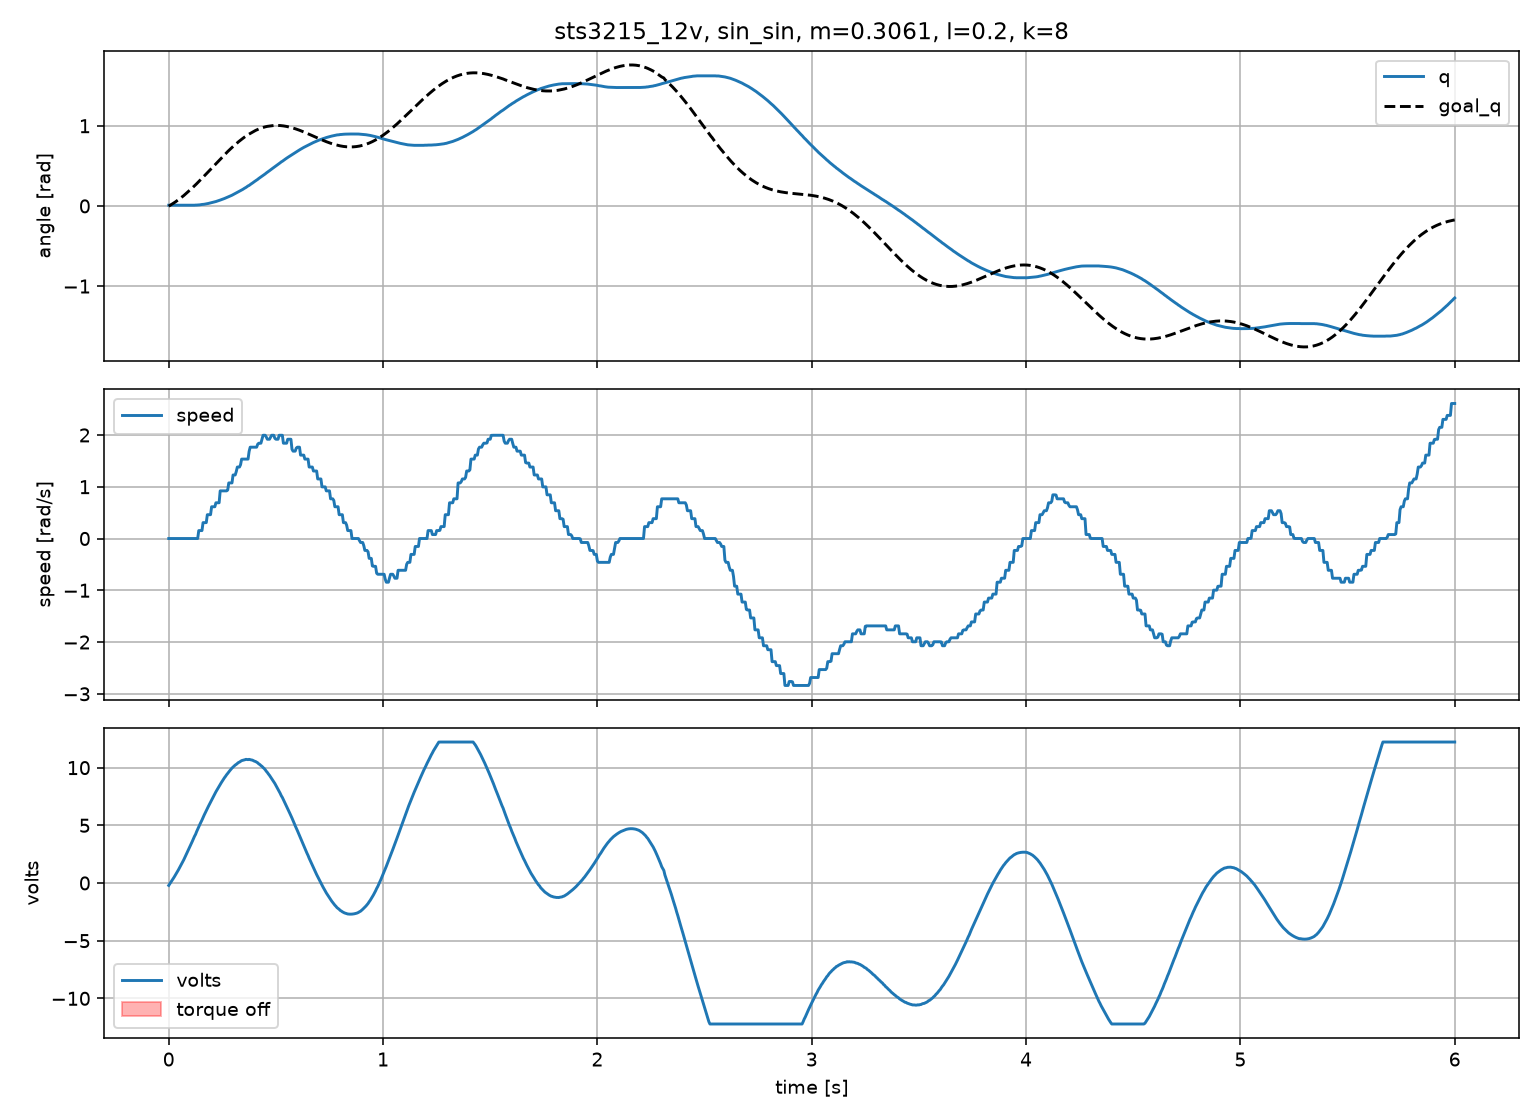 sts3215_12v, sin_sin, m=0.3061, l=0.2, k=8
angle [rad]
1
0
−1
q
goal_q
speed [rad/s]
2
1
0
−1
−2
−3
speed
volts
10
5
0
−5
−10
volts
torque off
0 1 2 3 4 5 6
time [s]